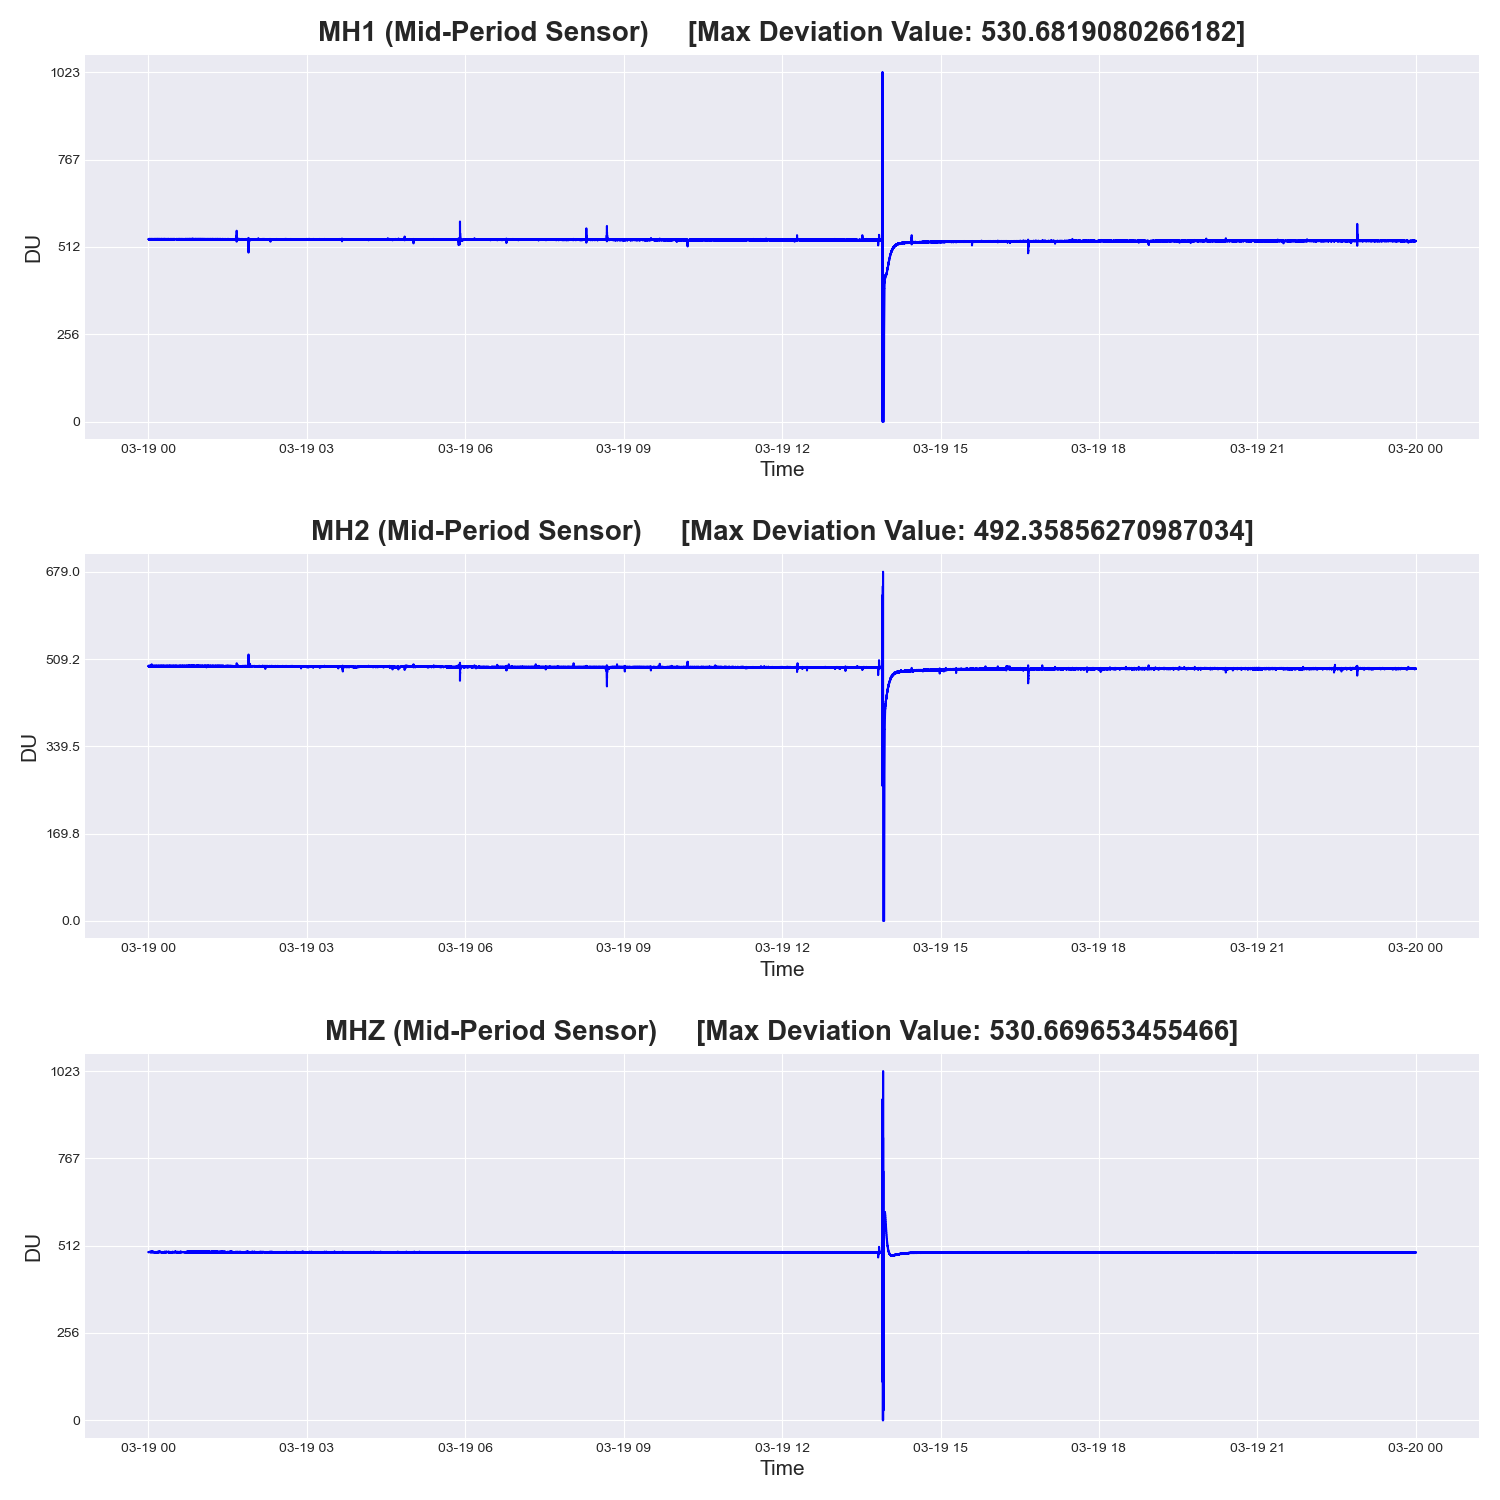 MH1 (Mid-Period Sensor) [Max Deviation Value: 530.6819080266182]
1023
767
512
256
0
DU
03-19 00 03-19 03 03-19 06 03-19 09 03-19 12 03-19 15 03-19 18 03-19 21 03-20 00
Time
MH2 (Mid-Period Sensor) [Max Deviation Value: 492.35856270987034]
679.0
509.2
339.5
169.8
0.0
DU
03-19 00 03-19 03 03-19 06 03-19 09 03-19 12 03-19 15 03-19 18 03-19 21 03-20 00
Time
MHZ (Mid-Period Sensor) [Max Deviation Value: 530.669653455466]
1023
767
512
256
0
DU
03-19 00 03-19 03 03-19 06 03-19 09 03-19 12 03-19 15 03-19 18 03-19 21 03-20 00
Time